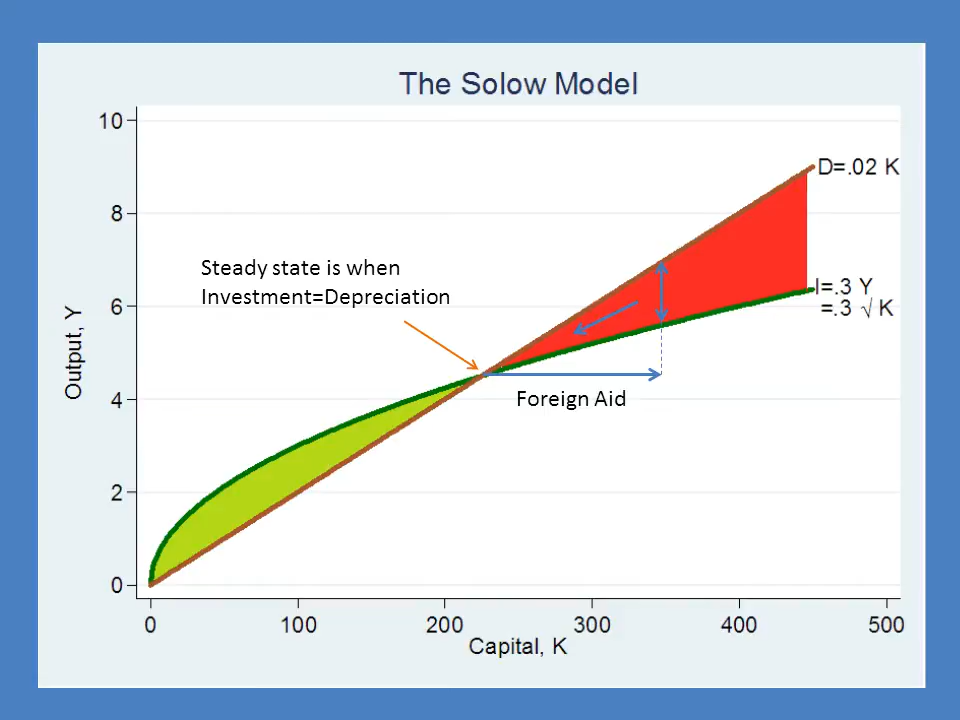 The Solow Model
10
8
6
4
2
0
Output, Y
D=.02 K
Steady state is when
Investment=Depreciation
I=.3 Y
=.3 √ K
Foreign Aid
0 100 200 300 400 500
Capital, K